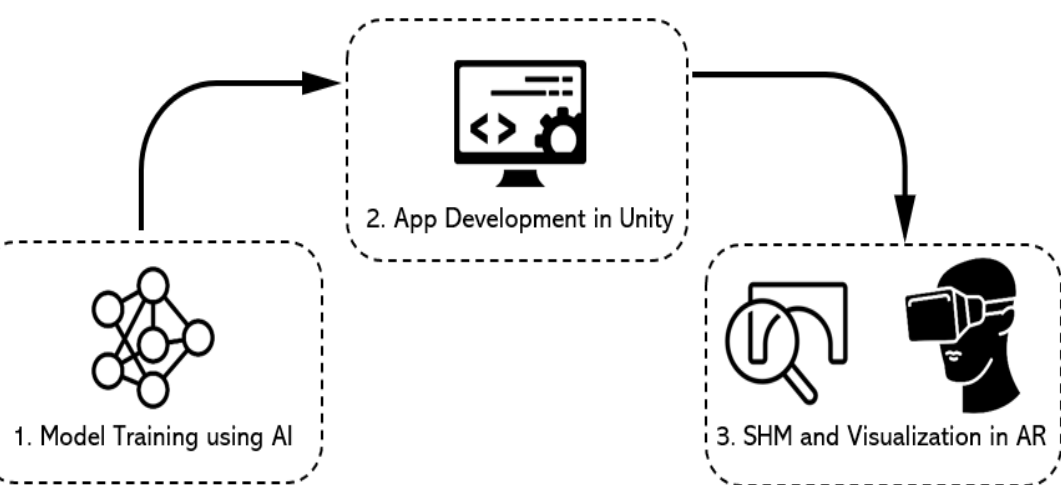 1. Model Training using AI
2. App Development in Unity
3. SHM and Visualization in AR